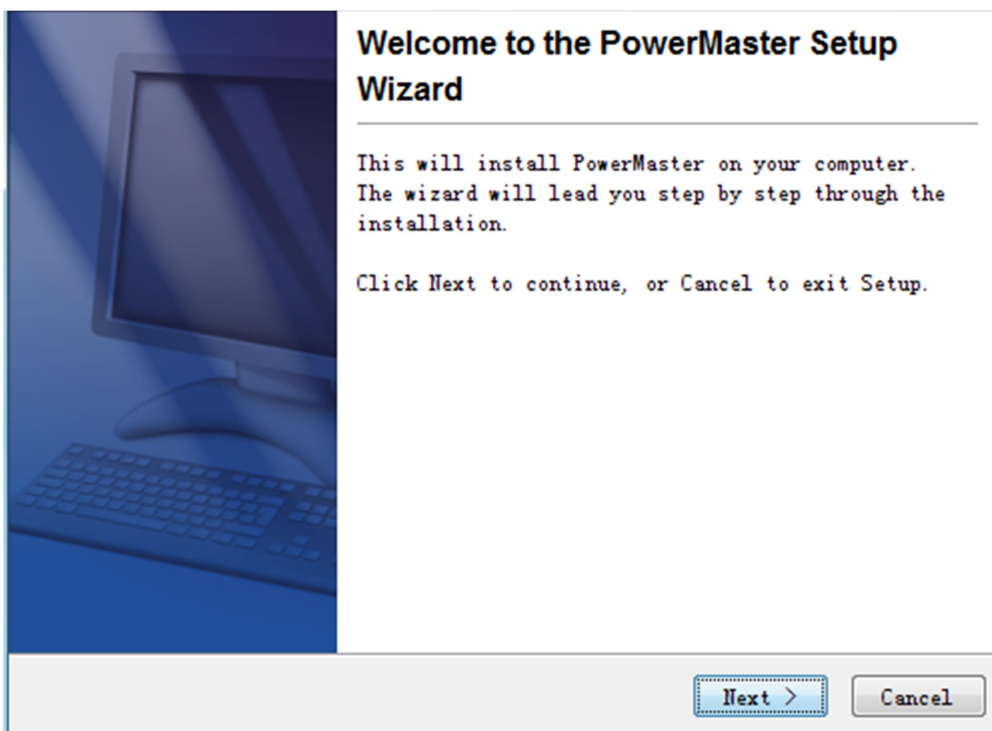 Welcome to the PowerMaster Setup
Wizard
This will install PowerMaster on your computer.
The wizard will lead you step by step through the
installation.
Click Next to continue, or Cancel to exit Setup.
Next >
Cancel